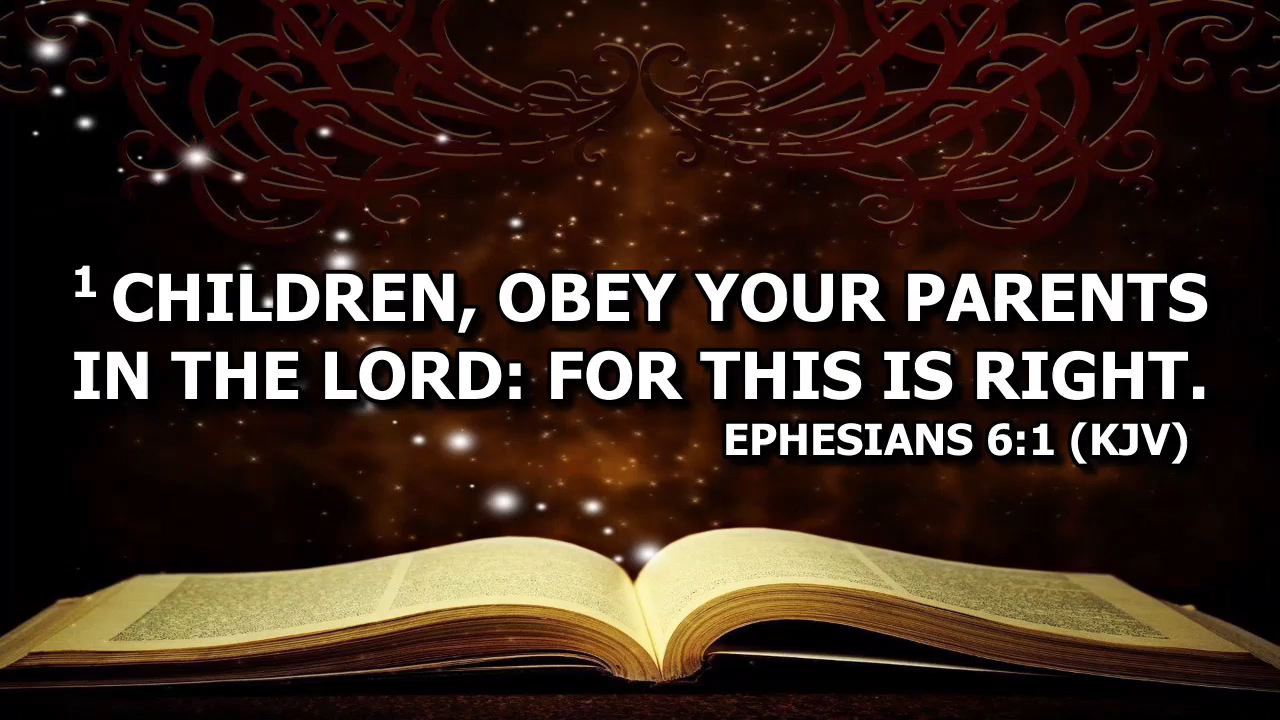 1 CHILDREN, OBEY YOUR PARENTS
IN THE LORD: FOR THIS IS RIGHT.
EPHESIANS 6:1 (KJV)